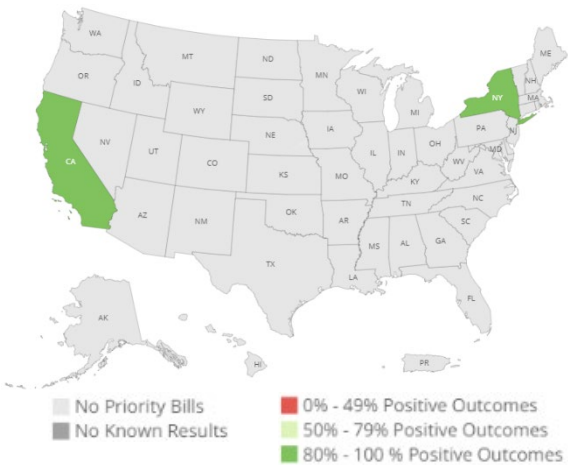 WA
ME
MT
ND
MN
OR
NH
ID
WI
NY
MA
SD
MI
WY
IA
PA
NJ
NE
NV
OH
MD
IL
IN
UT
CA
CO
WV
VA
KS
MO
KY
NC
TN
AZ
OK
NM
AR
SC
MS
AL
GA
TX
LA
FL
AK
HI
PR
No Priority Bills
No Known Results
0% - 49% Positive Outcomes
50% - 79% Positive Outcomes
80% - 100 % Positive Outcomes